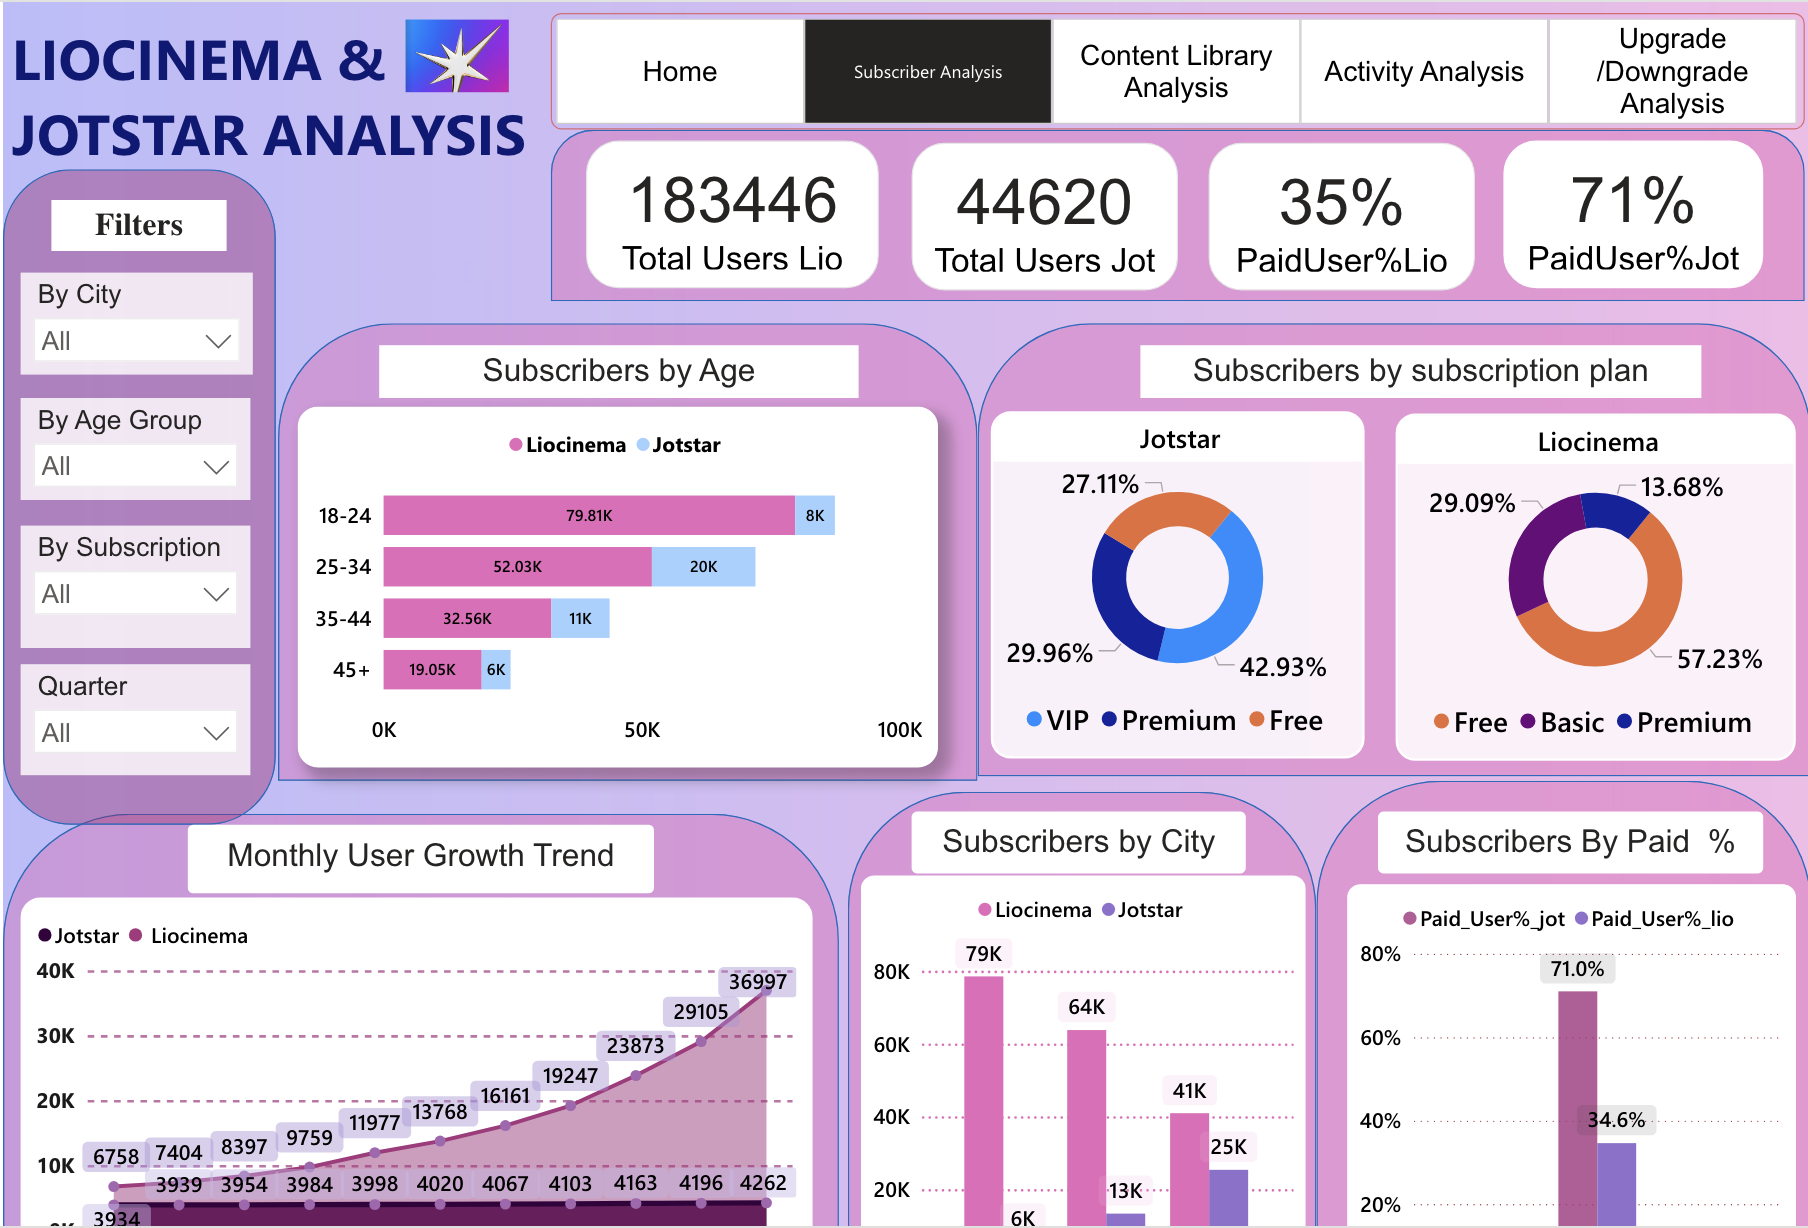 LIOCINEMA &
JOTSTAR ANALYSIS
Home
Subscriber Analysis
Content Library
Analysis
Activity Analysis
Upgrade
/Downgrade
Analysis
183446
Total Users Lio
44620
Total Users Jot
35%
PaidUser%Lio
71%
PaidUser%Jot
Filters
By City
All
By Age Group
All
By Subscription
All
Quarter
All
Subscribers by Age
Liocinema Jotstar
18-24 79.81K 8K
25-34 52.03K 20K
35-44 32.56K 11K
45+ 19.05K 6K
0K 50K 100K
Subscribers by subscription plan
Jotstar
27.11%
29.96%
42.93%
VIP Premium Free
Liocinema
29.09%
13.68%
57.23%
Free Basic Premium
Monthly User Growth Trend
Jotstar Liocinema
40K
30K
20K
10K
6758 7404 8397 9759 11977 13768 16161 19247 23873 29105 36997
3934 3939 3954 3984 3998 4020 4067 4103 4163 4196 4262
Subscribers by City
Liocinema Jotstar
80K
60K
40K
20K
79K
6K
64K
13K
41K
25K
Subscribers By Paid %
Paid_User%_jot Paid_User%_lio
80%
60%
40%
20%
71.0%
34.6%